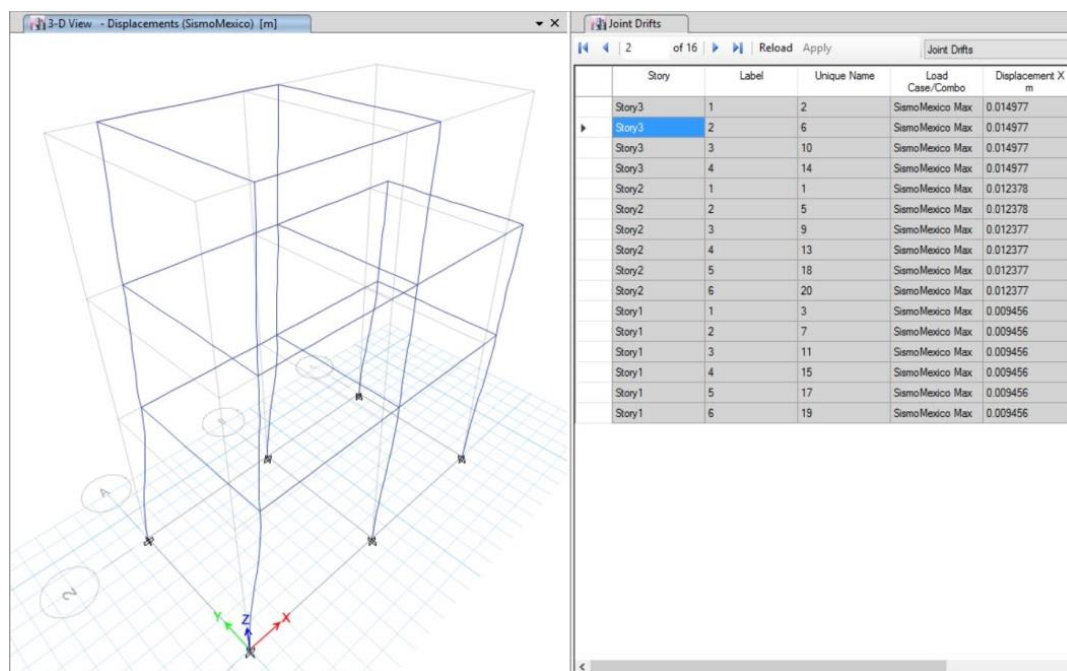 3-D View - Displacements (SismoMexico) [m]
A
B
2
Y
Z
X
Joint Drifts
2 of 16 Reload Apply Joint Drifts
Story Label Unique Name Load Case/Combo Displacement X m
Story3 1 2 SismoMexico Max 0.014977
Story3 2 6 SismoMexico Max 0.014977
Story3 3 10 SismoMexico Max 0.014977
Story3 4 14 SismoMexico Max 0.014977
Story2 1 1 SismoMexico Max 0.012378
Story2 2 5 SismoMexico Max 0.012378
Story2 3 9 SismoMexico Max 0.012377
Story2 4 13 SismoMexico Max 0.012377
Story2 5 18 SismoMexico Max 0.012377
Story2 6 20 SismoMexico Max 0.012377
Story1 1 3 SismoMexico Max 0.009456
Story1 2 7 SismoMexico Max 0.009456
Story1 3 11 SismoMexico Max 0.009456
Story1 4 15 SismoMexico Max 0.009456
Story1 5 17 SismoMexico Max 0.009456
Story1 6 19 SismoMexico Max 0.009456